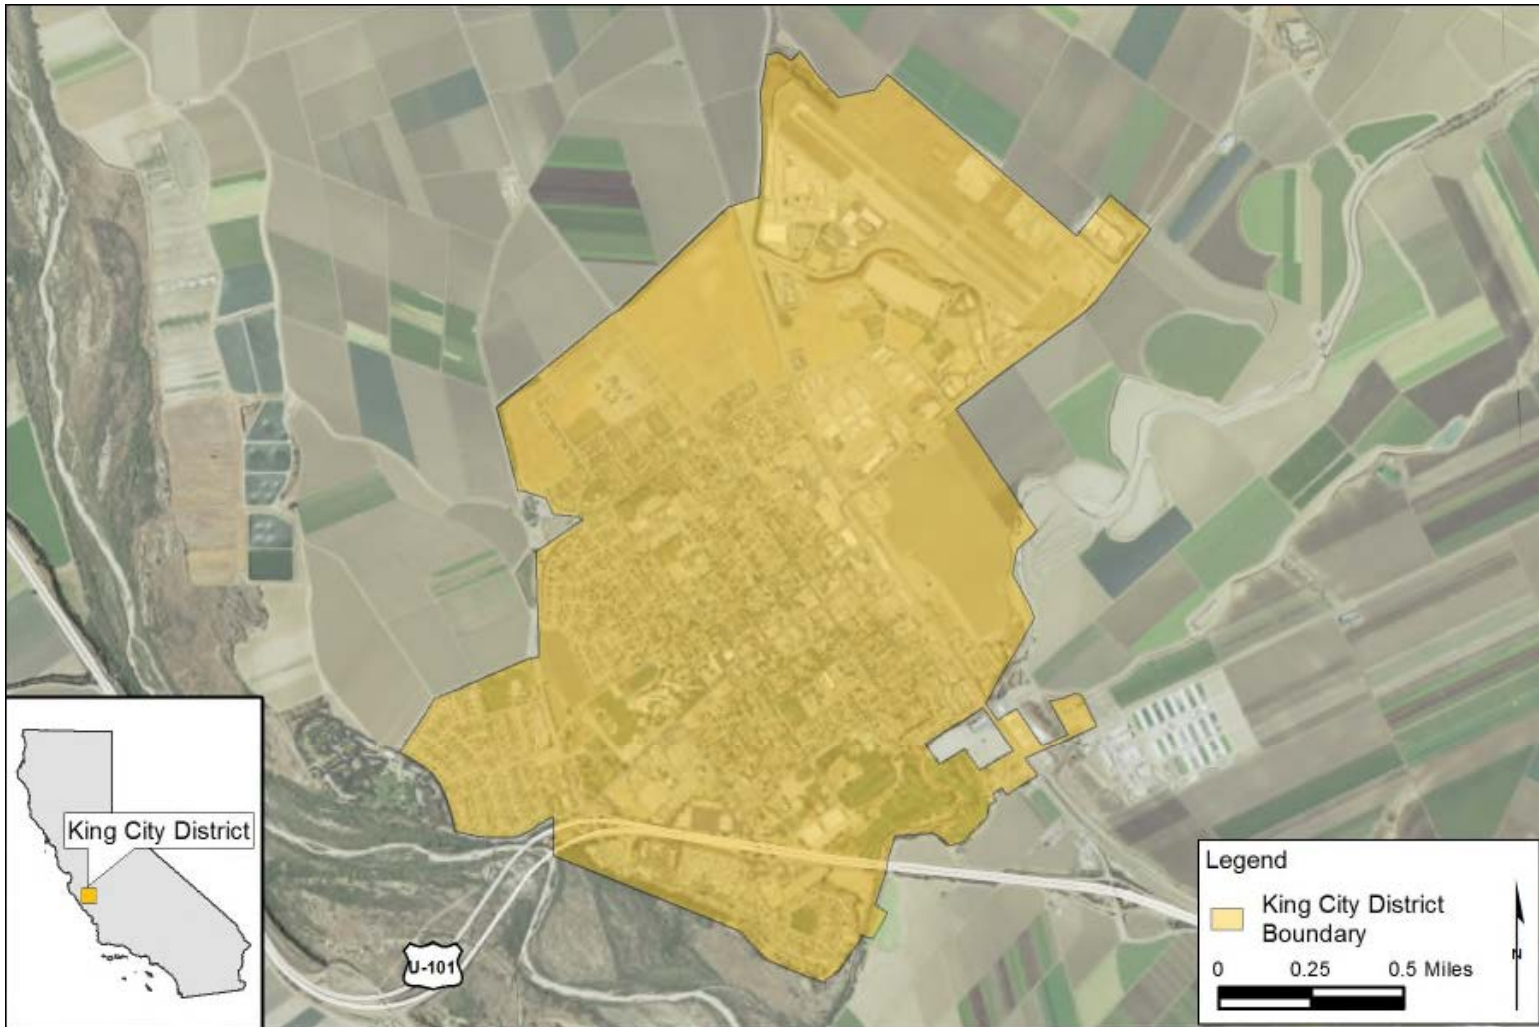 King City District
U-101
Legend
King City District
Boundary
0 0.25 0.5 Miles
N